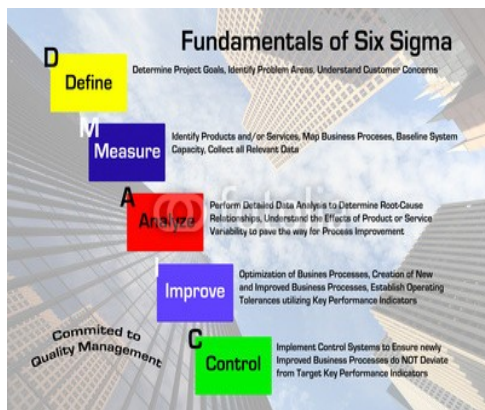 Fundamentals of Six Sigma
D
Define
Determine Project Goals, Identify Problem Areas, Understand Customer Concerns
M
Measure
Identify Products and/or Services, Map Business Proceses, Baseline System
Capacity, Collect all Relevant Data
A
Analyze
Perform Detailed Data Analysis to Determine Root-Cause
Relationships, Understand the Effects of Product or Service
Variability to pave the way for Process Improvement
I
Improve
Optimization of Busines Processes, Creation of New
and Improved Business Processes, Establish Operating
Tolerances utilizing Key Performance Indicators
C
Control
Implement Control Systems to Ensure newly
Improved Business Processes do NOT Deviate
from Target Key Performance Indicators
Commited to
Quality Management